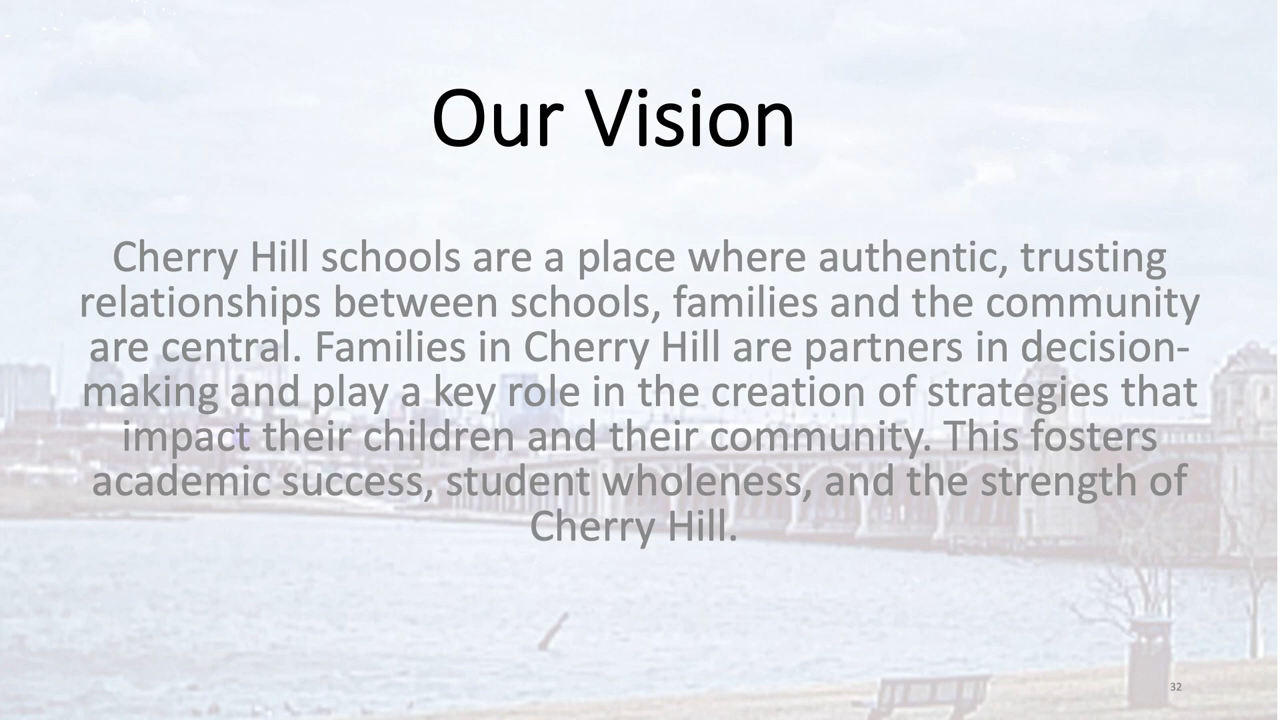 Our Vision
Cherry Hill schools are a place where authentic, trusting
relationships between schools, families and the community
are central. Families in Cherry Hill are partners in decision-
making and play a key role in the creation of strategies that
impact their children and their community. This fosters
academic success, student wholeness, and the strength of
Cherry Hill.
32